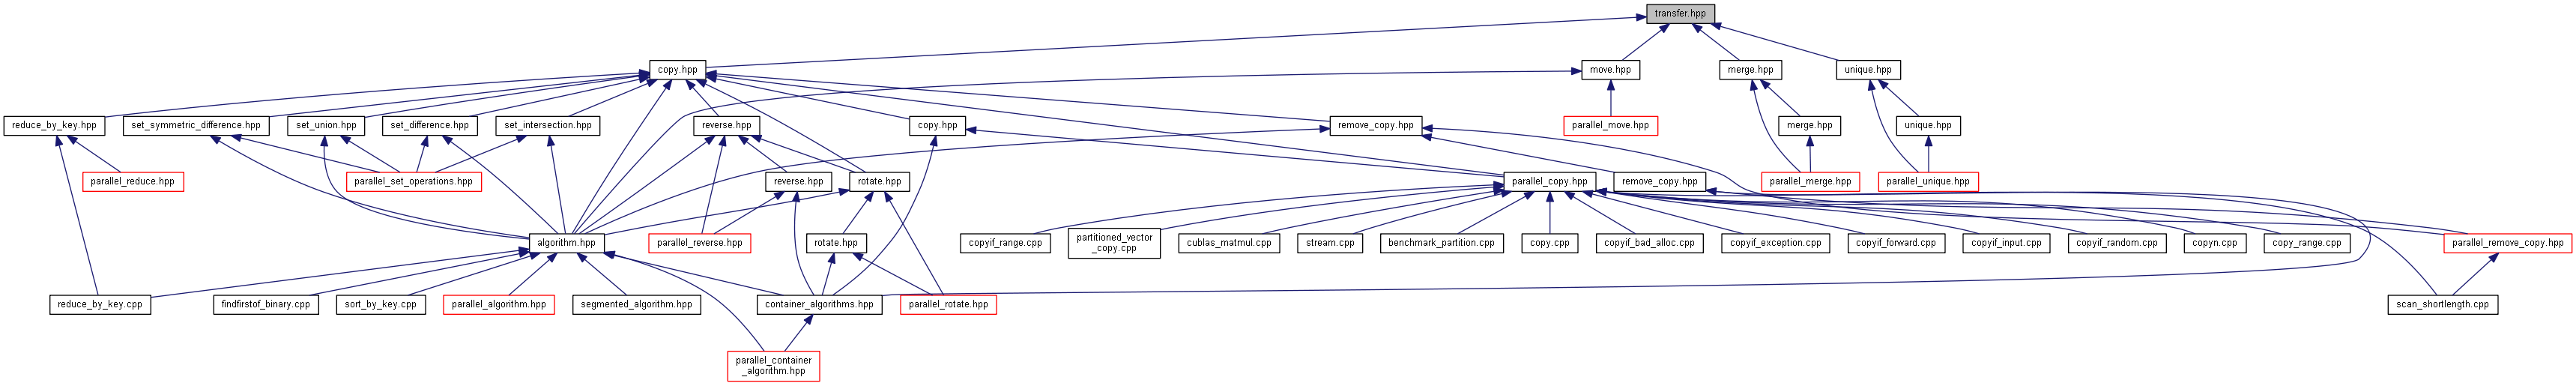 transfer.hpp
copy.hpp
move.hpp
merge.hpp
unique.hpp
reduce_by_key.hpp
set_symmetric_difference.hpp
set_union.hpp
set_difference.hpp
set_intersection.hpp
reverse.hpp
copy.hpp
remove_copy.hpp
parallel_move.hpp
merge.hpp
unique.hpp
parallel_reduce.hpp
parallel_set_operations.hpp
reverse.hpp
rotate.hpp
parallel_copy.hpp
remove_copy.hpp
parallel_merge.hpp
parallel_unique.hpp
algorithm.hpp
parallel_reverse.hpp
rotate.hpp
copyif_range.cpp
partitioned_vector
_copy.cpp
cublas_matmul.cpp
stream.cpp
benchmark_partition.cpp
copy.cpp
copyif_bad_alloc.cpp
copyif_exception.cpp
copyif_forward.cpp
copyif_input.cpp
copyif_random.cpp
copyn.cpp
copy_range.cpp
parallel_remove_copy.hpp
reduce_by_key.cpp
findfirstof_binary.cpp
sort_by_key.cpp
parallel_algorithm.hpp
segmented_algorithm.hpp
container_algorithms.hpp
parallel_rotate.hpp
scan_shortlength.cpp
parallel_container
_algorithm.hpp